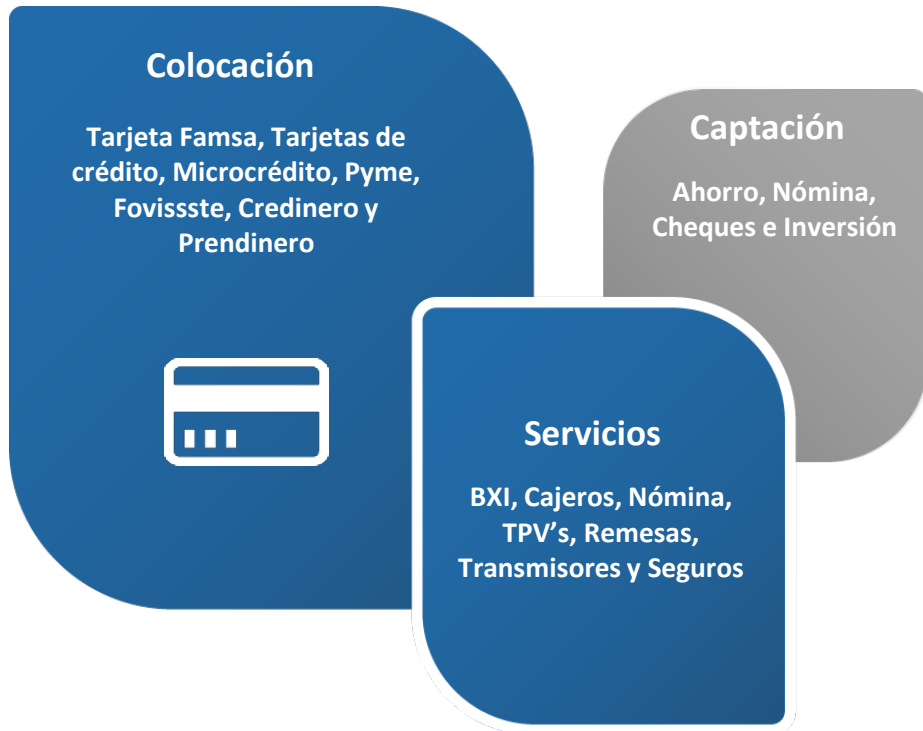 Colocación
Tarjeta Famsa, Tarjetas de
crédito, Microcrédito, Pyme,
Fovissste, Credinero y
Prendinero
Captación
Ahorro, Nómina,
Cheques e Inversión
Servicios
BXI, Cajeros, Nómina,
TPV’s, Remesas,
Transmisores y Seguros